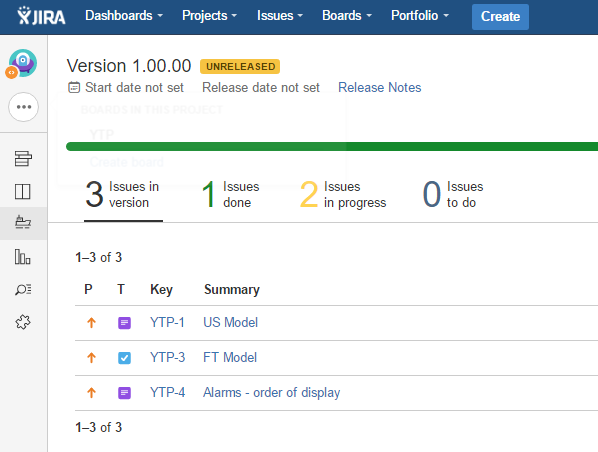 JIRA Dashboards Projects Issues Boards Portfolio Create
Version 1.00.00 UNRELEASED
Start date not set Release date not set Release Notes
BOARDS IN THIS PROJECT
YTP
Create board
3 Issues in version
1 Issues done
2 Issues in progress
0 Issues to do
1–3 of 3
P T Key Summary
YTP-1 US Model
YTP-3 FT Model
YTP-4 Alarms - order of display
1–3 of 3